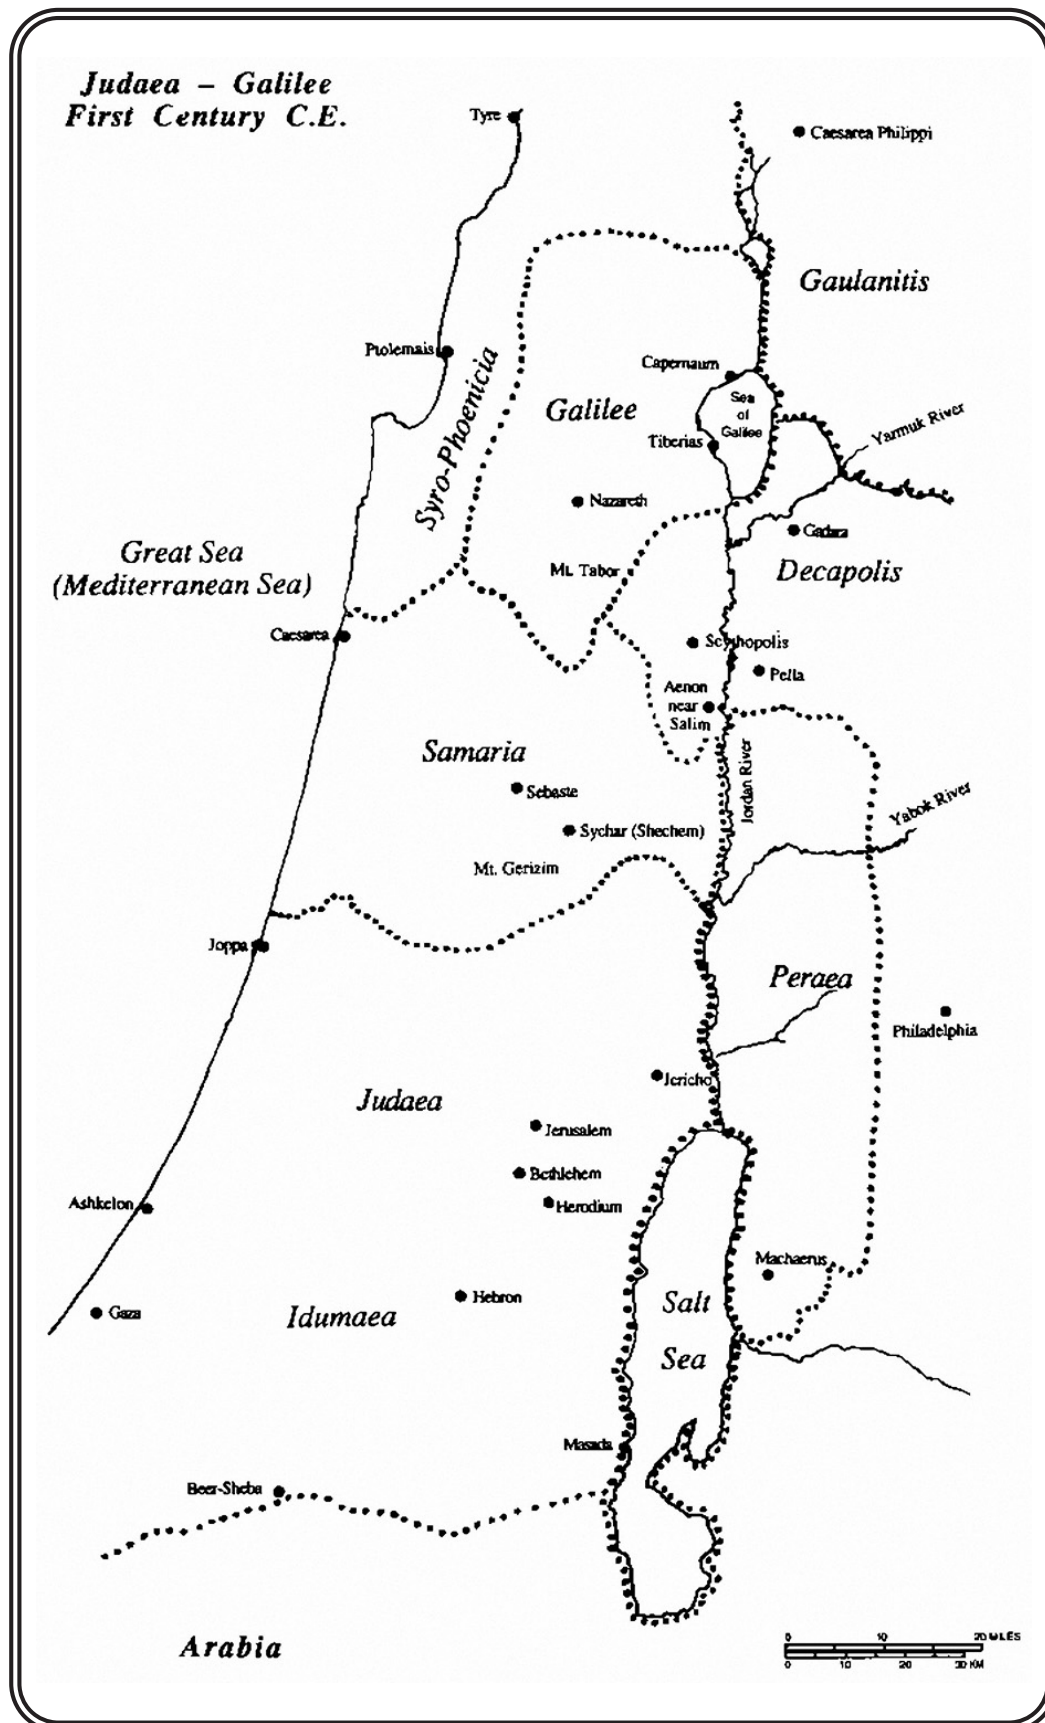 Judaea – Galilee
First Century C.E.
Tyre
Caesarea Philippi
Gaulanitis
Ptolemais
Syro-Phoenicia
Capernaum
Galilee
Sea
of
Galilee
Yarmuk River
Tiberias
Nazareth
Gadara
Great Sea
(Mediterranean Sea)
Mt. Tabor
Decapolis
Caesarea
Scythopolis
Pella
Aenon
near
Salim
Samaria
Jordan River
Sebaste
Yabok River
Sychar (Shechem)
Mt. Gerizim
Joppa
Peraea
Philadelphia
Jericho
Judaea
Jerusalem
Bethlehem
Ashkelon
Herodium
Machaerus
Hebron
Salt
Sea
Gaza
Idumaea
Masada
Beer-Sheba
Arabia
0 10 20 MILES
0 10 20 30 KM